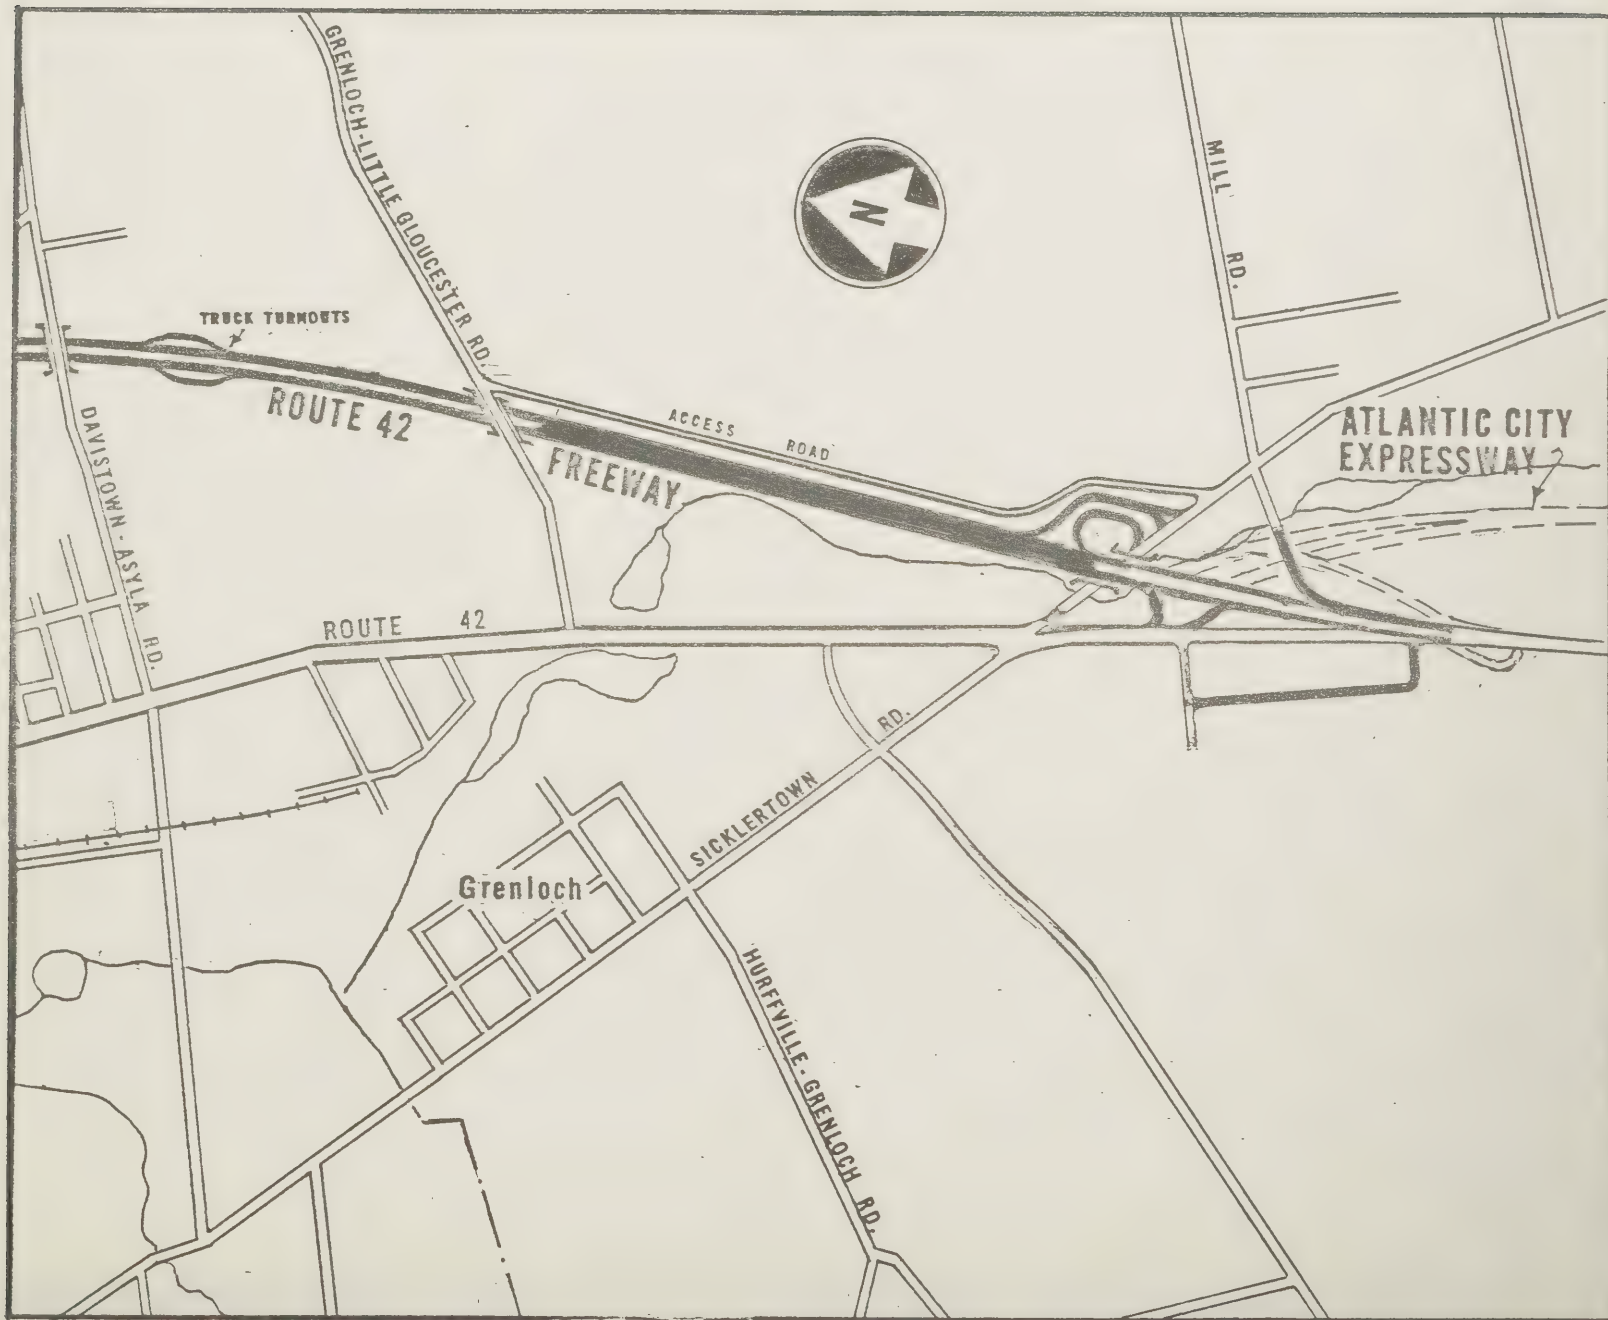 GRENLOCH-LITTLE GLOUCESTER RD.
MILL RD.
N
TRUCK TURNOUTS
ROUTE 42
FREEWAY
ACCESS ROAD
ATLANTIC CITY
EXPRESSWAY
DAVISTOWN - ASYLA RD.
ROUTE 42
SICKLERTOWN RD.
Grenloch
HURFFVILLE - GRENLOCH RD.